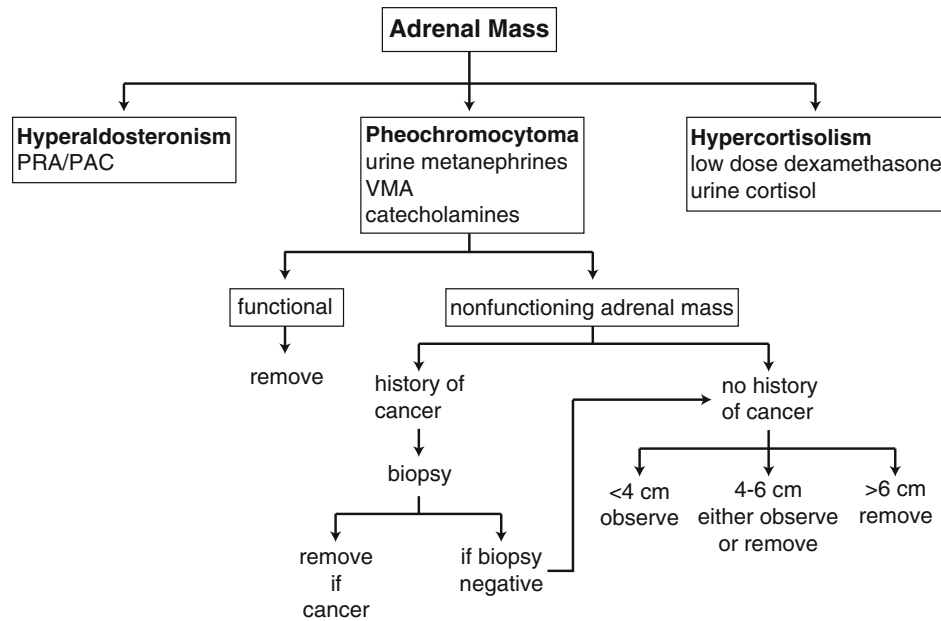 Adrenal Mass
Hyperaldosteronism
PRA/PAC
Pheochromocytoma
urine metanephrines
VMA
catecholamines
Hypercortisolism
low dose dexamethasone
urine cortisol
functional
nonfunctioning adrenal mass
remove
history of
cancer
no history
of cancer
biopsy
<4 cm
observe
4-6 cm
either observe
or remove
>6 cm
remove
remove
if
cancer
if biopsy
negative